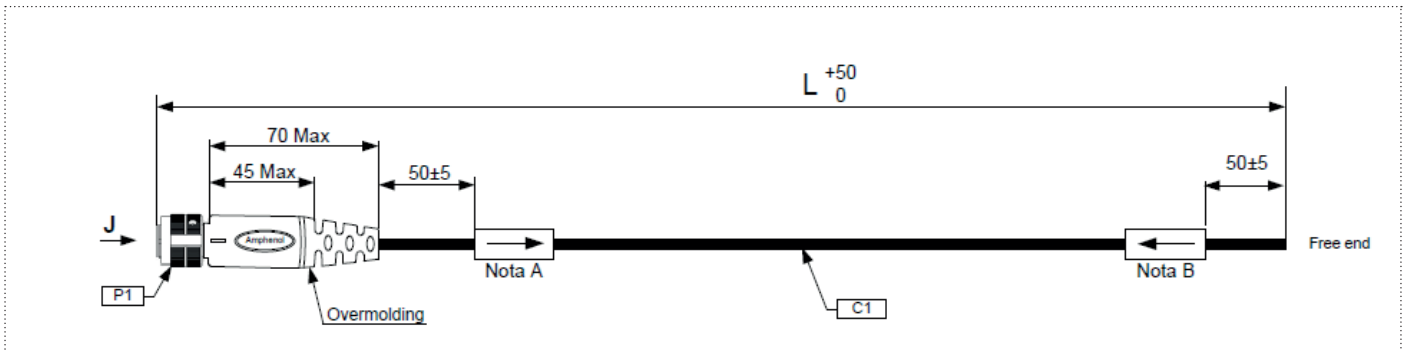 L +50
0
70 Max
45 Max
50±5
50±5
J
Amphenol
Free end
Nota A
Nota B
P1
C1
Overmolding